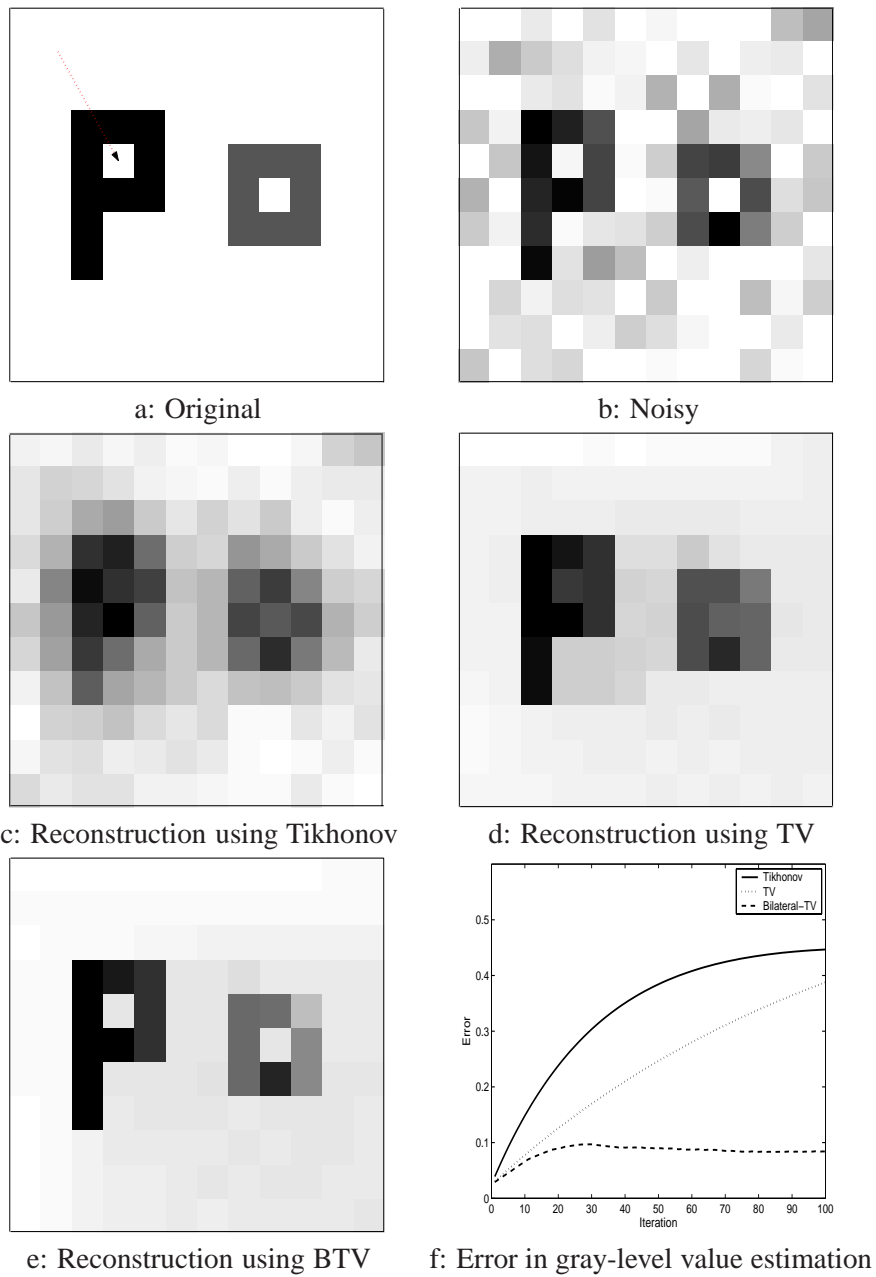 a: Original
b: Noisy
c: Reconstruction using Tikhonov
d: Reconstruction using TV
e: Reconstruction using BTV
Tikhonov
TV
Bilateral–TV
0.5
0.4
0.3
0.2
0.1
0
Error
0 10 20 30 40 50 60 70 80 90 100
Iteration
f: Error in gray-level value estimation